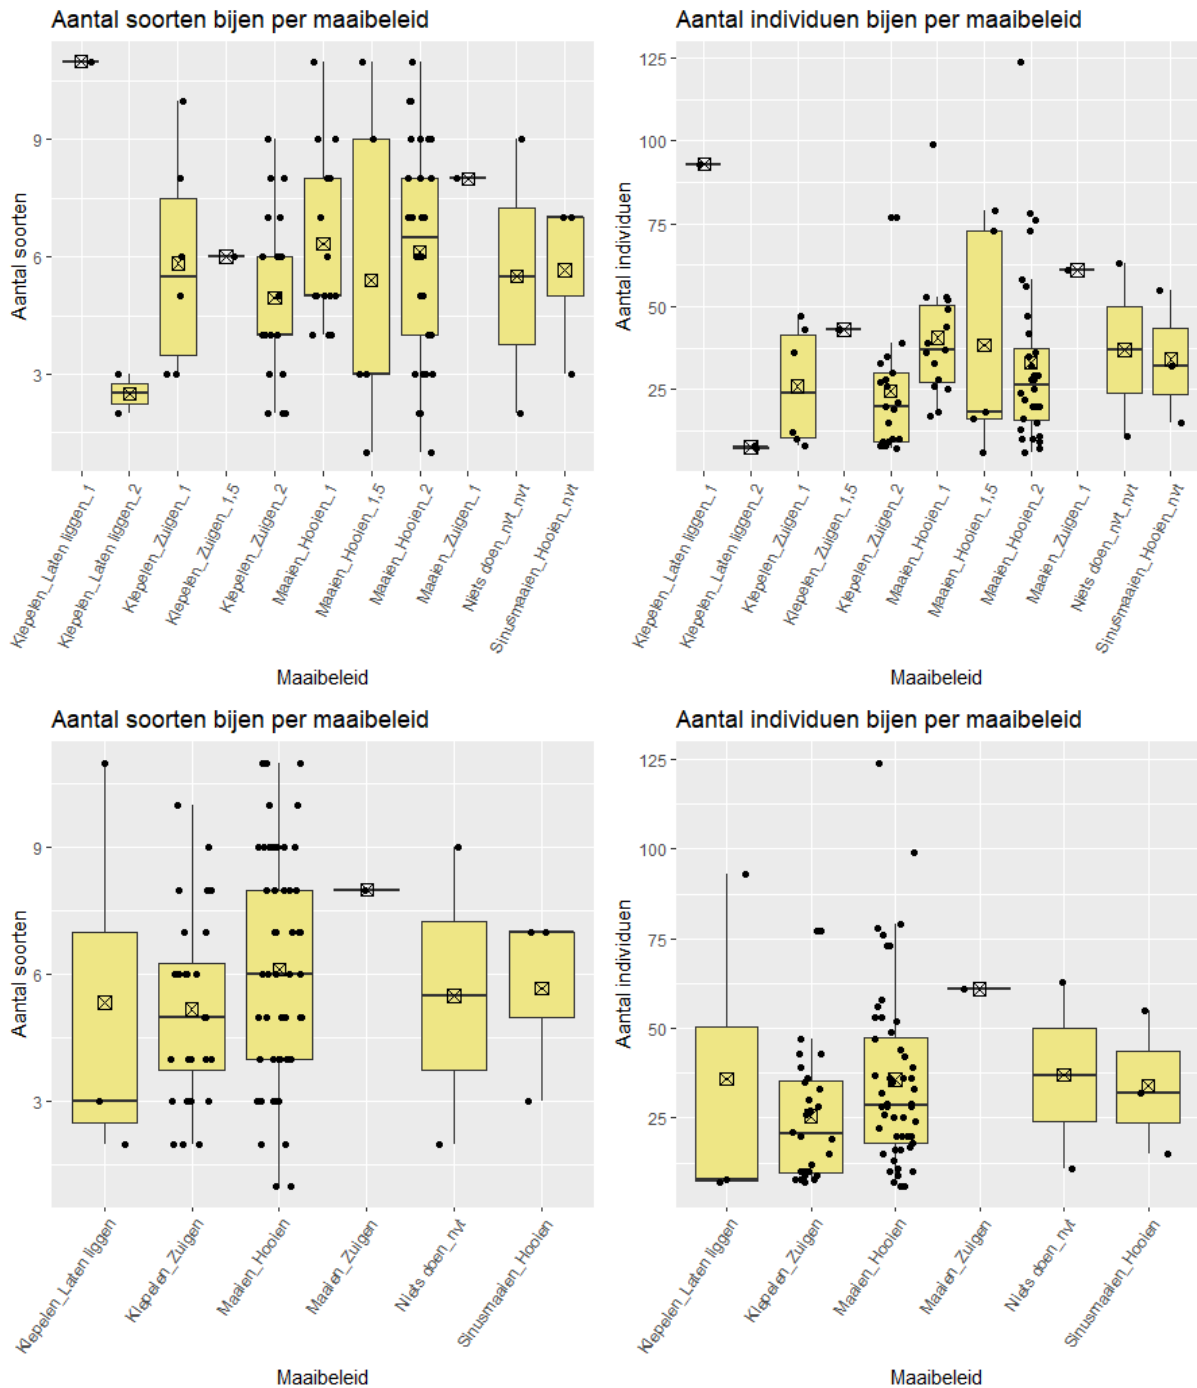 Aantal soorten bijen per maaibeleid
Aantal soorten
9
6
3
Klepelen_Laten liggen_1
Klepelen_Laten liggen_2
Klepelen_Zuigen_1
Klepelen_Zuigen_1,5
Klepelen_Zuigen_2
Maaien_Hooien_1
Maaien_Hooien_1,5
Maaien_Hooien_2
Maaien_Zuigen_1
Niets doen_nvt_nvt
Sinusmaaien_Hooien_nvt
Maaibeleid
Aantal individuen bijen per maaibeleid
Aantal individuen
125
100
75
50
25
Klepelen_Laten liggen_1
Klepelen_Laten liggen_2
Klepelen_Zuigen_1
Klepelen_Zuigen_1,5
Klepelen_Zuigen_2
Maaien_Hooien_1
Maaien_Hooien_1,5
Maaien_Hooien_2
Maaien_Zuigen_1
Niets doen_nvt_nvt
Sinusmaaien_Hooien_nvt
Maaibeleid
Aantal soorten bijen per maaibeleid
Aantal soorten
9
6
3
Klepelen_Laten liggen
Klepelen_Zuigen
Maaien_Hooien
Maaien_Zuigen
Niets doen_nvt
Sinusmaaien_Hooien
Maaibeleid
Aantal individuen bijen per maaibeleid
Aantal individuen
125
100
75
50
25
Klepelen_Laten liggen
Klepelen_Zuigen
Maaien_Hooien
Maaien_Zuigen
Niets doen_nvt
Sinusmaaien_Hooien
Maaibeleid